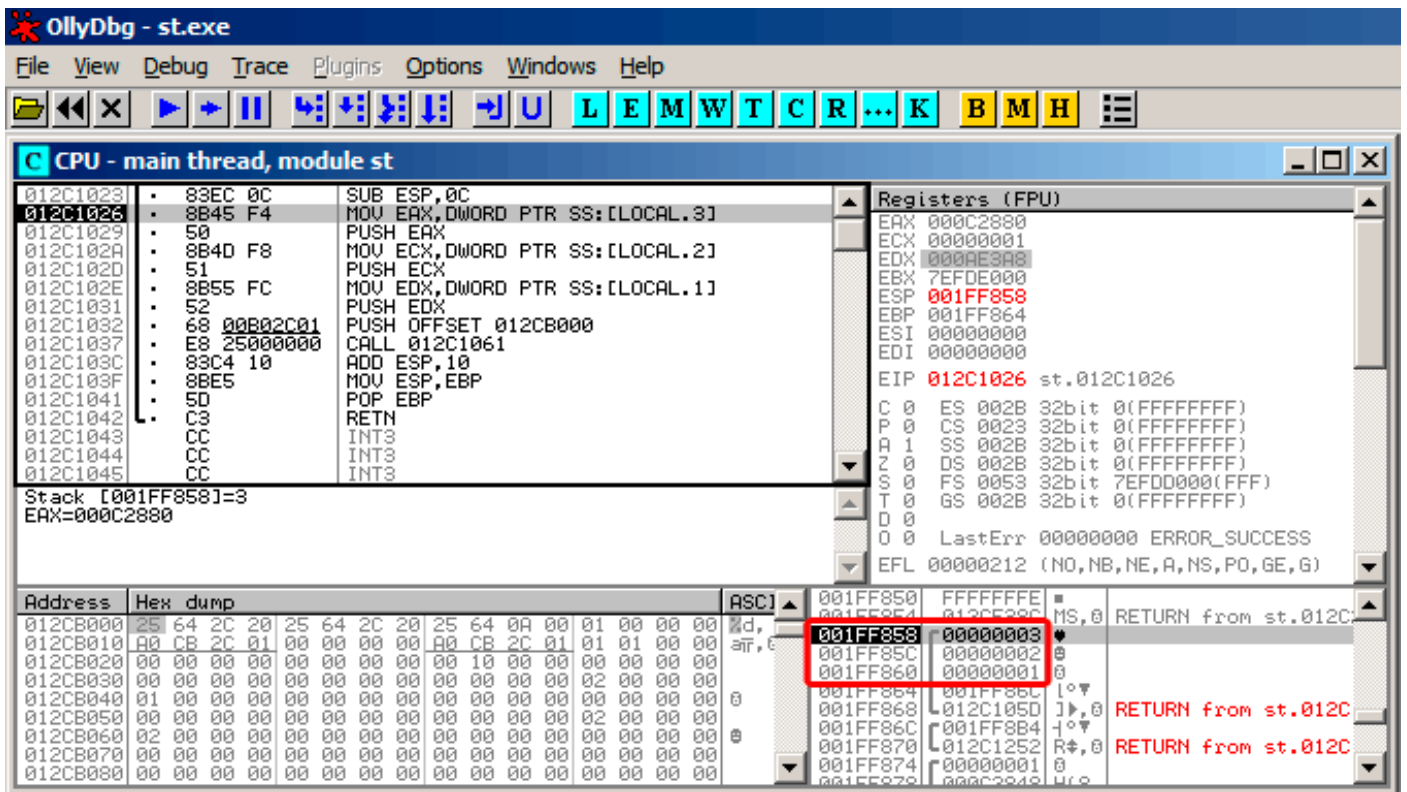 OllyDbg - st.exe
File View Debug Trace Plugins Options Windows Help
L E M W T C R ... K B M H
C CPU - main thread, module st
012C1023 · 83EC 0C SUB ESP,0C
012C1026 · 8B45 F4 MOV EAX,DWORD PTR SS:[LOCAL.3]
012C1029 · 50 PUSH EAX
012C102A · 8B4D F8 MOV ECX,DWORD PTR SS:[LOCAL.2]
012C102D · 51 PUSH ECX
012C102E · 8B55 FC MOV EDX,DWORD PTR SS:[LOCAL.1]
012C1031 · 52 PUSH EDX
012C1032 · 68 00B02C01 PUSH OFFSET 012CB000
012C1037 · E8 25000000 CALL 012C1061
012C103C · 83C4 10 ADD ESP,10
012C103F · 8BE5 MOV ESP,EBP
012C1041 · 5D POP EBP
012C1042 · C3 RETN
012C1043 CC INT3
012C1044 CC INT3
012C1045 CC INT3
Stack [001FF858]=3
EAX=000C2880
Registers (FPU)
EAX 000C2880
ECX 00000001
EDX 000AE3A8
EBX 7EFDE000
ESP 001FF858
EBP 001FF864
ESI 00000000
EDI 00000000
EIP 012C1026 st.012C1026
C 0 ES 002B 32bit 0(FFFFFFFF)
P 0 CS 0023 32bit 0(FFFFFFFF)
A 1 SS 002B 32bit 0(FFFFFFFF)
Z 0 DS 002B 32bit 0(FFFFFFFF)
S 0 FS 0053 32bit 7EFDD000(FFF)
T 0 GS 002B 32bit 0(FFFFFFFF)
D 0
O 0 LastErr 00000000 ERROR_SUCCESS
EFL 00000212 (NO,NB,NE,A,NS,PO,GE,G)
Address Hex dump ASCI
012CB000 25 64 2C 20 25 64 2C 20 25 64 0A 00 01 00 00 00 %d,
012CB010 A0 CB 2C 01 00 00 00 00 A0 CB 2C 01 01 01 00 00
012CB020 00 00 00 00 00 00 00 00 00 10 00 00 00 00 00 00
012CB030 00 00 00 00 00 00 00 00 00 00 00 00 02 00 00 00
012CB040 01 00 00 00 00 00 00 00 00 00 00 00 00 00 00 00
012CB050 00 00 00 00 00 00 00 00 00 00 00 00 02 00 00 00
012CB060 02 00 00 00 00 00 00 00 00 00 00 00 00 00 00 00
012CB070 00 00 00 00 00 00 00 00 00 00 00 00 00 00 00 00
012CB080 00 00 00 00 00 00 00 00 00 00 00 00 00 00 00 00
001FF850 FFFFFFFE
001FF854 RETURN from st.012C
001FF858 00000003 ♥
001FF85C 00000002 ☻
001FF860 00000001 ☺
001FF864 001FF86C
001FF868 012C105D RETURN from st.012C
001FF86C 001FF8B4
001FF870 012C1252 RETURN from st.012C
001FF874 00000001 ☺